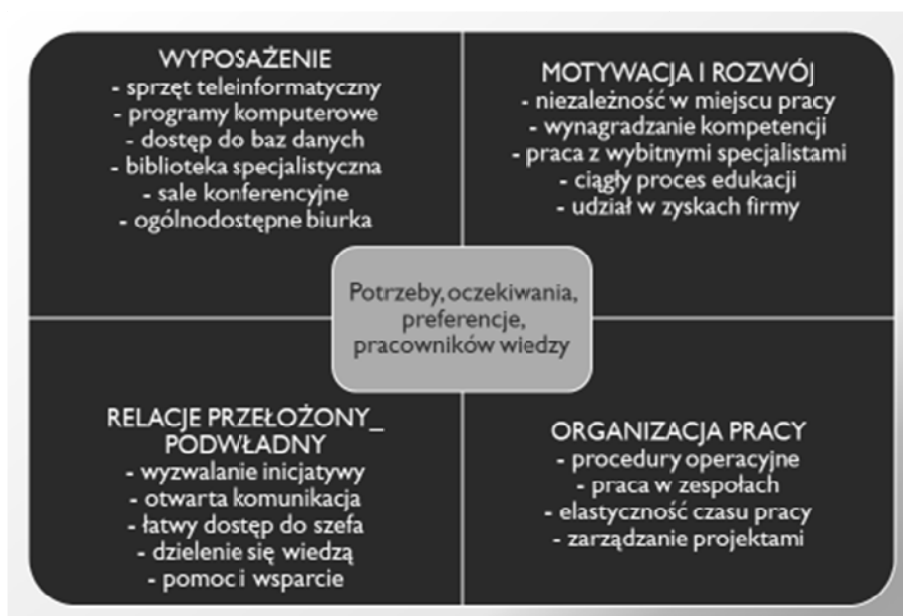 WYPOSAŻENIE
- sprzęt teleinformatyczny
- programy komputerowe
- dostęp do baz danych
- biblioteka specjalistyczna
- sale konferencyjne
- ogólnodostępne biurka
MOTYWACJA I ROZWÓJ
- niezależność w miejscu pracy
- wynagradzanie kompetencji
- praca z wybitnymi specjalistami
- ciągły proces edukacji
- udział w zyskach firmy
Potrzeby, oczekiwania,
preferencje,
pracowników wiedzy
RELACJE PRZEŁOŻONY_
PODWŁADNY
- wyzwalanie inicjatywy
- otwarta komunikacja
- łatwy dostęp do szefa
- dzielenie się wiedzą
- pomoc i wsparcie
ORGANIZACJA PRACY
- procedury operacyjne
- praca w zespołach
- elastyczność czasu pracy
- zarządzanie projektami